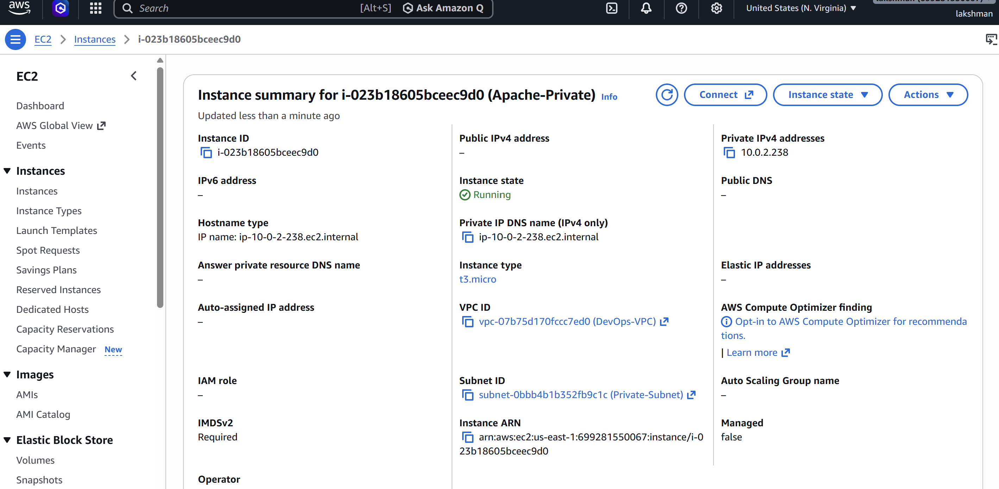 aws
Search [Alt+S] Ask Amazon Q
United States (N. Virginia)
lakshman
EC2 Instances i-023b18605bceec9d0
EC2
Dashboard
AWS Global View
Events
Instances
Instances
Instance Types
Launch Templates
Spot Requests
Savings Plans
Reserved Instances
Dedicated Hosts
Capacity Reservations
Capacity Manager New
Images
AMIs
AMI Catalog
Elastic Block Store
Volumes
Snapshots
Instance summary for i-023b18605bceec9d0 (Apache-Private) Info
Connect
Instance state
Actions
Updated less than a minute ago
Instance ID
i-023b18605bceec9d0
Public IPv4 address
–
Private IPv4 addresses
10.0.2.238
IPv6 address
–
Instance state
Running
Public DNS
–
Hostname type
IP name: ip-10-0-2-238.ec2.internal
Private IP DNS name (IPv4 only)
ip-10-0-2-238.ec2.internal
Answer private resource DNS name
–
Instance type
t3.micro
Elastic IP addresses
–
Auto-assigned IP address
–
VPC ID
vpc-07b75d170fccc7ed0 (DevOps-VPC)
AWS Compute Optimizer finding
Opt-in to AWS Compute Optimizer for recommenda
tions.
| Learn more
IAM role
–
Subnet ID
subnet-0bbb4b1b352fb9c1c (Private-Subnet)
Auto Scaling Group name
–
IMDSv2
Required
Instance ARN
arn:aws:ec2:us-east-1:699281550067:instance/i-0
23b18605bceec9d0
Managed
false
Operator